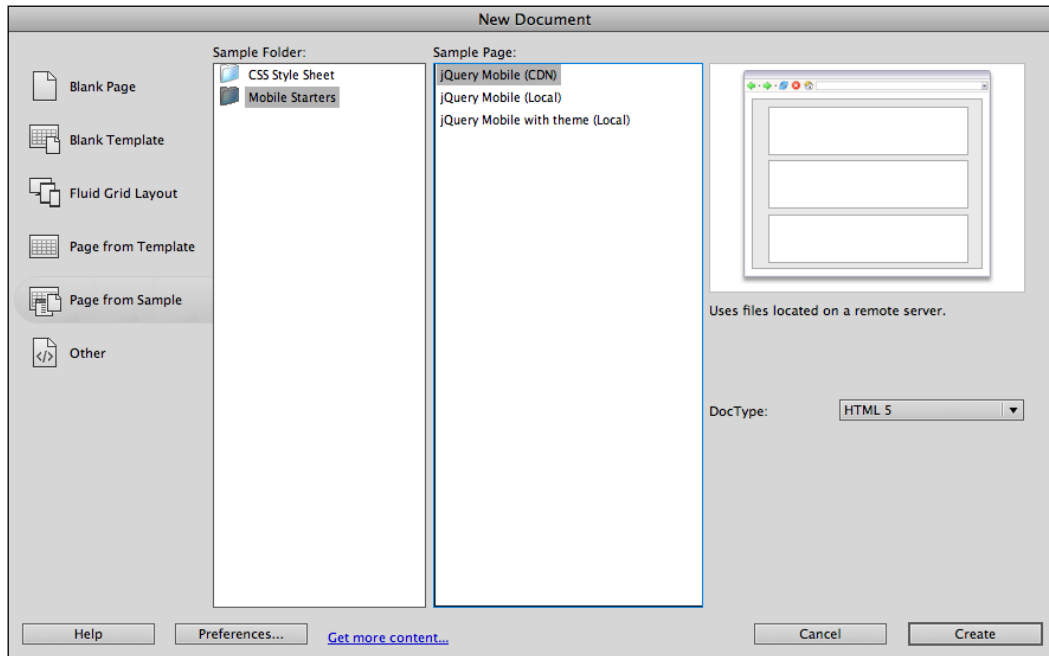 New Document
Blank Page
Blank Template
Fluid Grid Layout
Page from Template
Page from Sample
Other
Sample Folder:
CSS Style Sheet
Mobile Starters
Sample Page:
jQuery Mobile (CDN)
jQuery Mobile (Local)
jQuery Mobile with theme (Local)
Uses files located on a remote server.
DocType:
HTML 5
Help
Preferences...
Get more content...
Cancel
Create